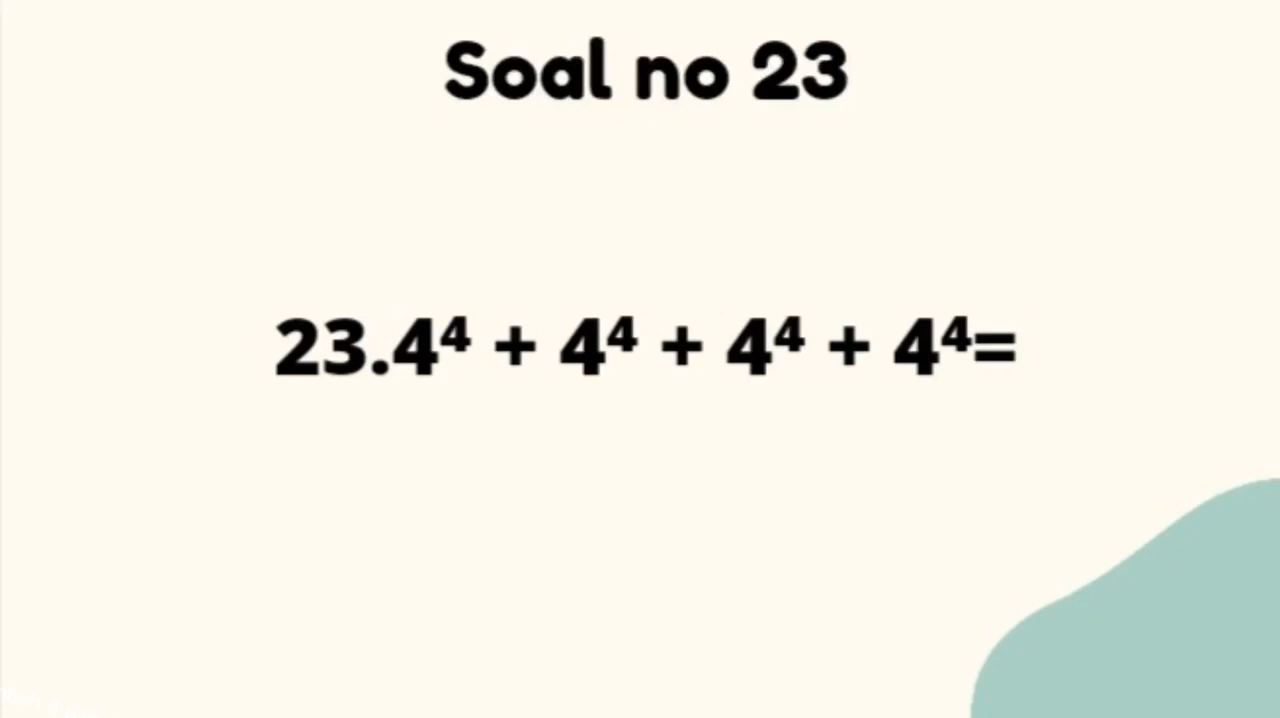 Soal no 23
23.4⁴ + 4⁴ + 4⁴ + 4⁴=